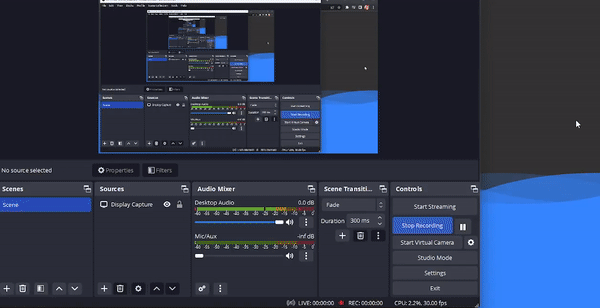 No source selected
Properties
Filters
Scenes
Scene
Sources
Display Capture
Audio Mixer
Desktop Audio 0.0 dB
-60 -55 -50 -45 -40 -35 -30 -25 -20 -15 -10 -5 0
Mic/Aux -inf dB
-60 -55 -50 -45 -40 -35 -30 -25 -20 -15 -10 -5 0
Scene Transiti...
Fade
Duration 300 ms
Controls
Start Streaming
Stop Recording
Start Virtual Camera
Studio Mode
Settings
Exit
LIVE: 00:00:00
REC: 00:00:00
CPU: 2.2%, 30.00 fps